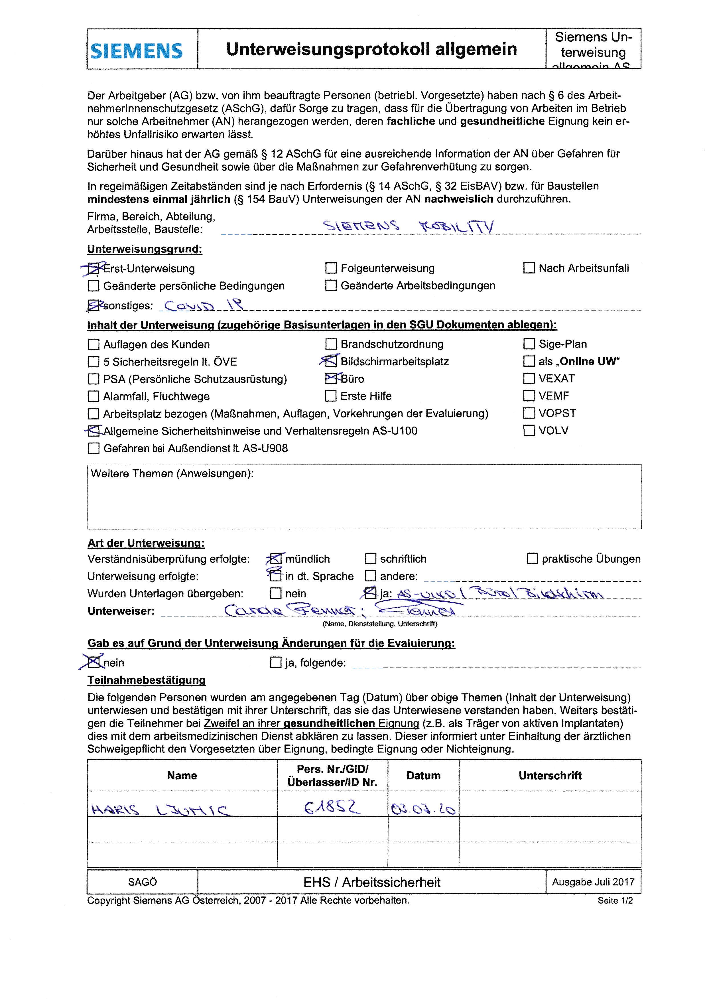 SIEMENS
Unterweisungsprotokoll allgemein
Siemens Un-
terweisung
allgemein AS
Der Arbeitgeber (AG) bzw. von ihm beauftragte Personen (betriebl. Vorgesetzte) haben nach § 6 des Arbeit-
nehmerInnenschutzgesetz (ASchG), dafür Sorge zu tragen, dass für die Übertragung von Arbeiten im Betrieb
nur solche Arbeitnehmer (AN) herangezogen werden, deren fachliche und gesundheitliche Eignung kein er-
höhtes Unfallrisiko erwarten lässt.
Darüber hinaus hat der AG gemäß § 12 ASchG für eine ausreichende Information der AN über Gefahren für
Sicherheit und Gesundheit sowie über die Maßnahmen zur Gefahrenverhütung zu sorgen.
In regelmäßigen Zeitabständen sind je nach Erfordernis (§ 14 ASchG, § 32 EisBAV) bzw. für Baustellen
mindestens einmal jährlich (§ 154 BauV) Unterweisungen der AN nachweislich durchzuführen.
Firma, Bereich, Abteilung,
Arbeitsstelle, Baustelle: SIEMENS MOBILITY
Unterweisungsgrund:
Erst-Unterweisung Folgeunterweisung Nach Arbeitsunfall
Geänderte persönliche Bedingungen Geänderte Arbeitsbedingungen
sonstiges: COVID 19
Inhalt der Unterweisung (zugehörige Basisunterlagen in den SGU Dokumenten ablegen):
Auflagen des Kunden Brandschutzordnung Sige-Plan
5 Sicherheitsregeln lt. ÖVE Bildschirmarbeitsplatz als „Online UW“
PSA (Persönliche Schutzausrüstung) Büro VEXAT
Alarmfall, Fluchtwege Erste Hilfe VEMF
Arbeitsplatz bezogen (Maßnahmen, Auflagen, Vorkehrungen der Evaluierung) VOPST
Allgemeine Sicherheitshinweise und Verhaltensregeln AS-U100 VOLV
Gefahren bei Außendienst lt. AS-U908
Weitere Themen (Anweisungen):
Art der Unterweisung:
Verständnisüberprüfung erfolgte: mündlich schriftlich praktische Übungen
Unterweisung erfolgte: in dt. Sprache andere:
Wurden Unterlagen übergeben: nein ja: Büro / Bildschirm
Unterweiser:
(Name, Dienststellung, Unterschrift)
Gab es auf Grund der Unterweisung Änderungen für die Evaluierung:
nein ja, folgende:
Teilnahmebestätigung
Die folgenden Personen wurden am angegebenen Tag (Datum) über obige Themen (Inhalt der Unterweisung)
unterwiesen und bestätigen mit ihrer Unterschrift, das sie das Unterwiesene verstanden haben. Weiters bestäti-
gen die Teilnehmer bei Zweifel an ihrer gesundheitlichen Eignung (z.B. als Träger von aktiven Implantaten)
dies mit dem arbeitsmedizinischen Dienst abklären zu lassen. Dieser informiert unter Einhaltung der ärztlichen
Schweigepflicht den Vorgesetzten über Eignung, bedingte Eignung oder Nichteignung.
Name Pers. Nr./GID/ Datum Unterschrift
Überlasser/ID Nr.
HARIS LJUMIC 61852
SAGÖ EHS / Arbeitssicherheit Ausgabe Juli 2017
Copyright Siemens AG Österreich, 2007 - 2017 Alle Rechte vorbehalten. Seite 1/2